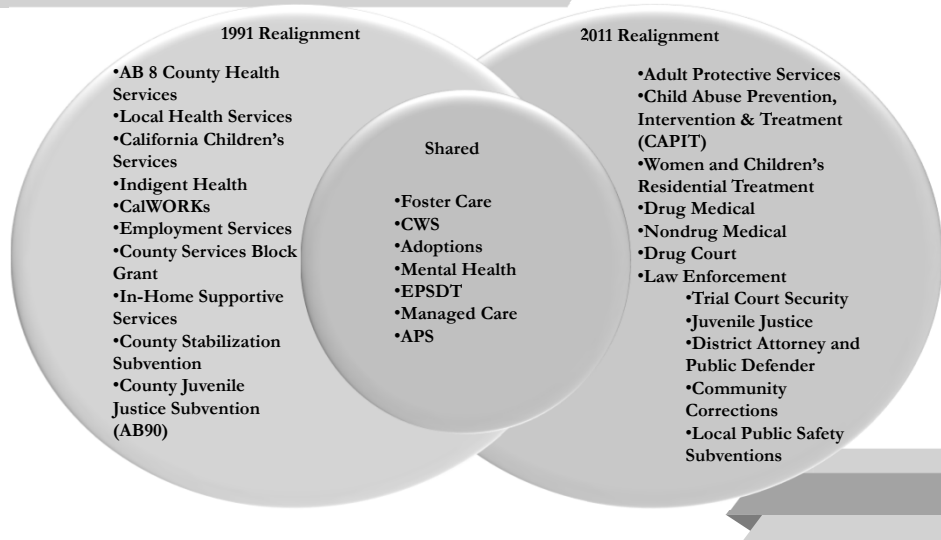 1991 Realignment
•AB 8 County Health
Services
•Local Health Services
•California Children's
Services
•Indigent Health
•CalWORKs
•Employment Services
•County Services Block
Grant
•In-Home Supportive
Services
•County Stabilization
Subvention
•County Juvenile
Justice Subvention
(AB90)
Shared
•Foster Care
•CWS
•Adoptions
•Mental Health
•EPSDT
•Managed Care
•APS
2011 Realignment
•Adult Protective Services
•Child Abuse Prevention,
Intervention & Treatment
(CAPIT)
•Women and Children's
Residential Treatment
•Drug Medical
•Nondrug Medical
•Drug Court
•Law Enforcement
•Trial Court Security
•Juvenile Justice
•District Attorney and
Public Defender
•Community
Corrections
•Local Public Safety
Subventions